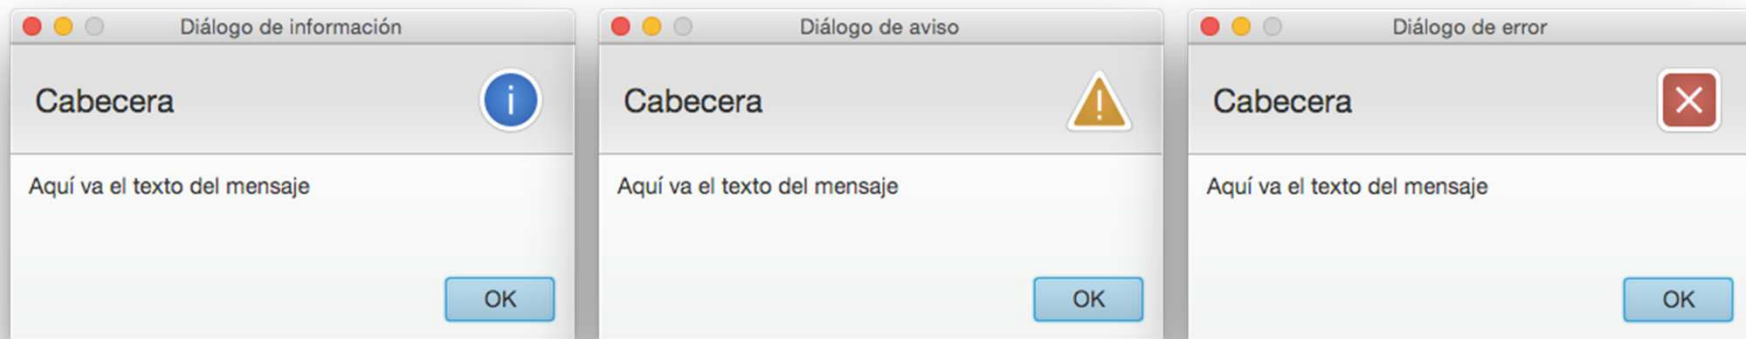 Diálogo de información
Cabecera
Aquí va el texto del mensaje
OK
Diálogo de aviso
Cabecera
Aquí va el texto del mensaje
OK
Diálogo de error
Cabecera
Aquí va el texto del mensaje
OK